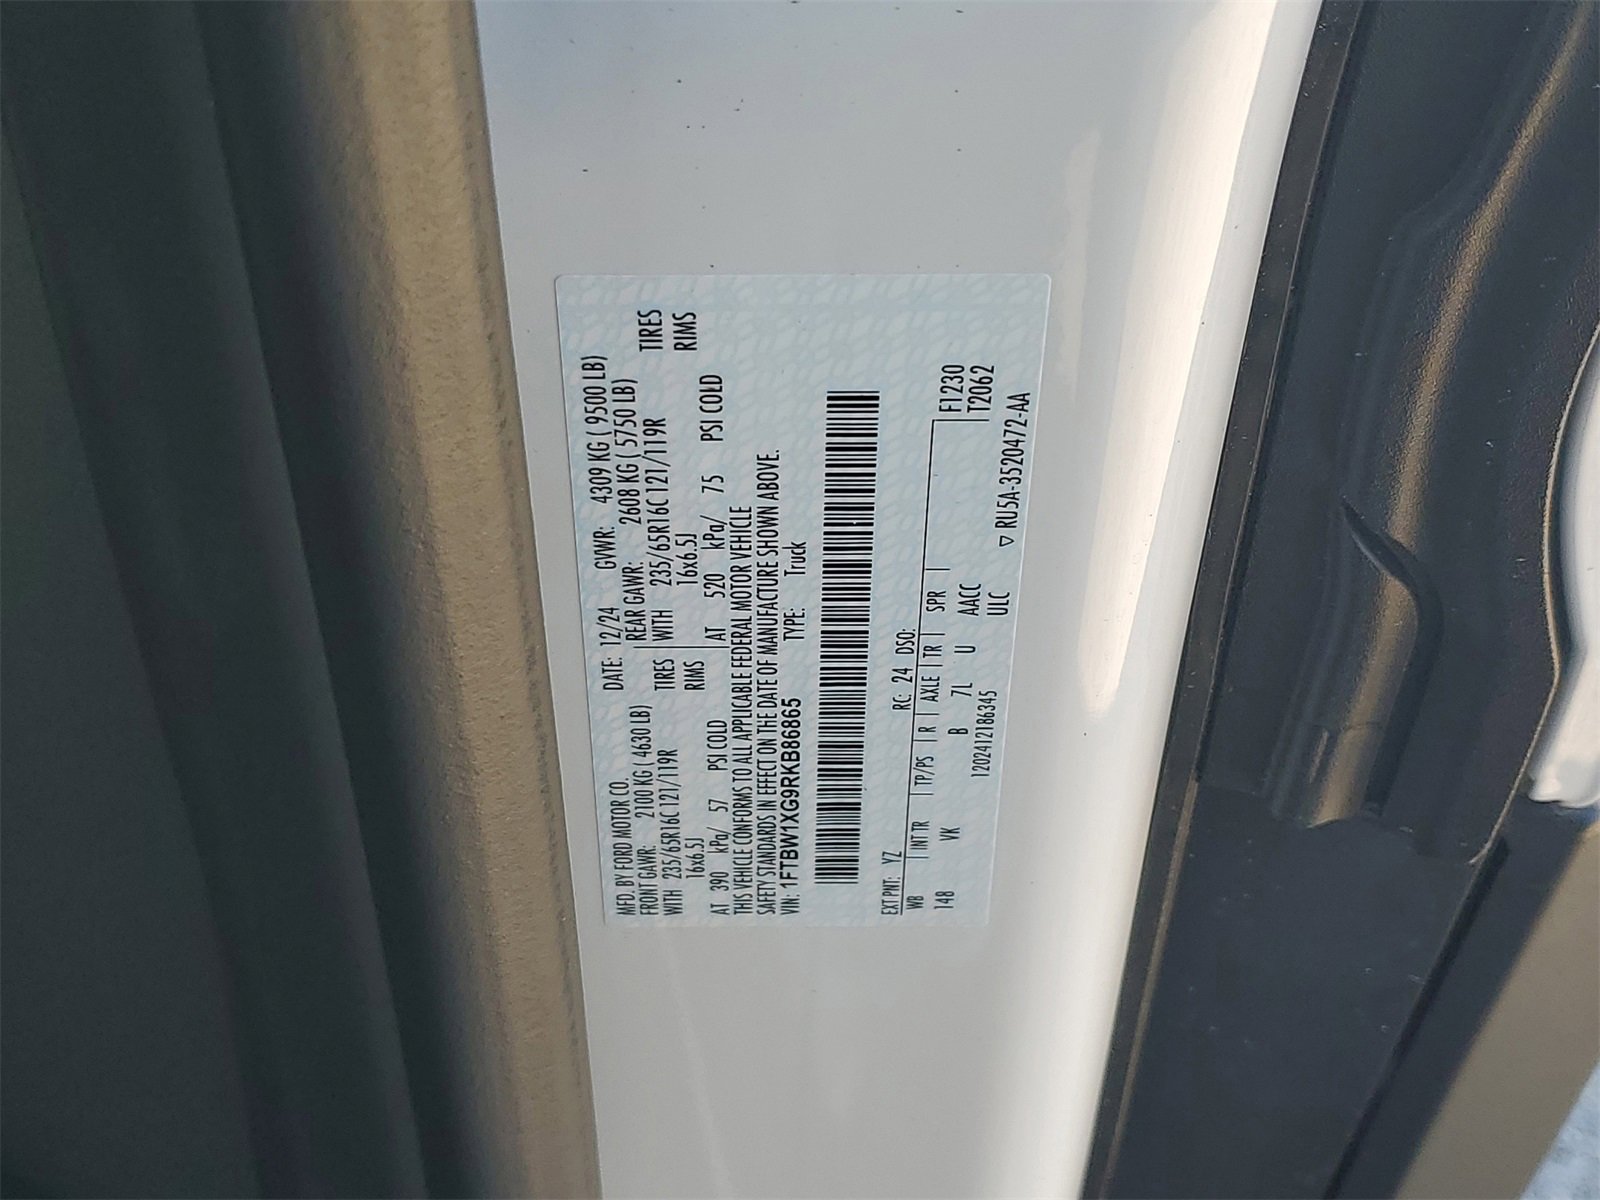 MFD. BY FORD MOTOR CO.
DATE: 12/24 GVWR: 4309 KG ( 9500 LB)
FRONT GAWR: 2100 KG ( 4630 LB) REAR GAWR: 2608 KG ( 5750 LB)
WITH 235/65R16C 121/119R TIRES WITH 235/65R16C 121/119R TIRES
16x6.5J RIMS 16x6.5J RIMS
AT 390 kPa/ 57 PSI COLD AT 520 kPa/ 75 PSI COLD
THIS VEHICLE CONFORMS TO ALL APPLICABLE FEDERAL MOTOR VEHICLE
SAFETY STANDARDS IN EFFECT ON THE DATE OF MANUFACTURE SHOWN ABOVE.
VIN: 1FTBW1XG9RKB86865 TYPE: Truck
EXT PNT: YZ RC: 24 DSO:
WB INT TR TP/PS R AXLE TR SPR F1230
148 VK B 7L U AACC T2062
120241218634​5 ULC ▽ RU5A-3520472-AA